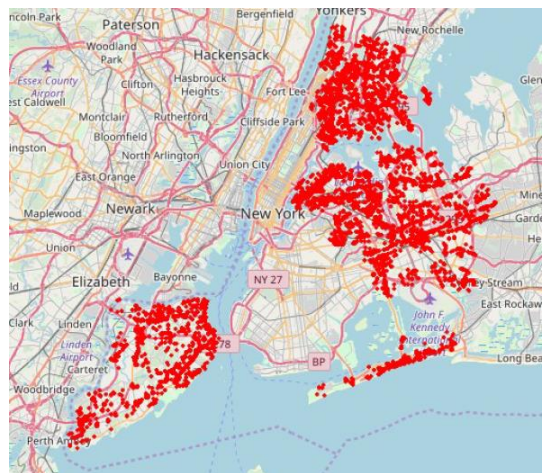 Yonkers
Lincoln Park
Paterson
Bergenfield
New Rochelle
Woodland Park
Hackensack
Essex County Airport
Clifton
Hasbrouck Heights
Fort Lee
Glen
est Caldwell
Montclair
Rutherford
Cliffside Park
Bloomfield
North Arlington
Union City
East Orange
Mine
Maplewood
Newark
New York
Garde
Union
He
Elizabeth
Bayonne
NY 27
ey Stream
East Rockaw
Clark
Linden
John F Kennedy International
Linden Airport
78
BP
Long Bea
Carteret
Woodbridge
Perth Amboy